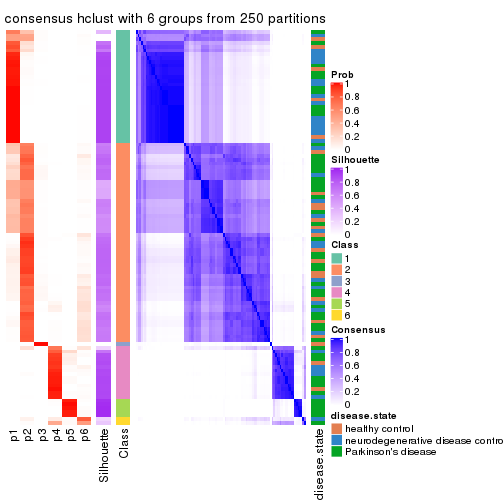 consensus hclust with 6 groups from 250 partitions
Prob
1
0.8
0.6
0.4
0.2
0
Silhouette
1
0.8
0.6
0.4
0.2
0
Class
1
2
3
4
5
6
Consensus
1
0.8
0.6
0.4
0.2
0
disease.state
healthy control
neurodegenerative disease contro
Parkinson's disease
p1
p2
p3
p4
p5
p6
Silhouette
Class
disease.state